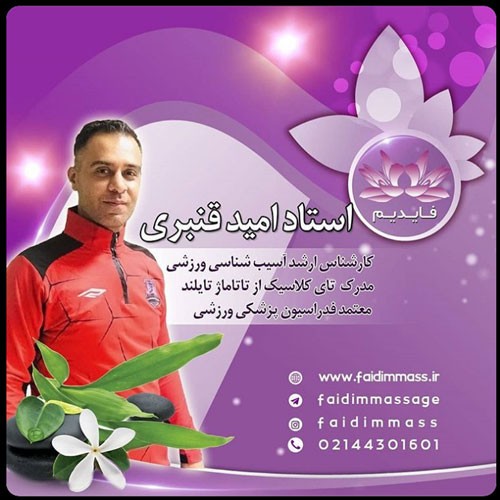 فایدیم
استاد امید قنبری
کارشناس ارشد آسیب شناسی ورزشی
مدرک تای کلاسیک از تاتاماژ تایلند
معتمد فدراسیون پزشکی ورزشی
www.faidimmass.ir
faidimmassage
faidimmass
02144301601